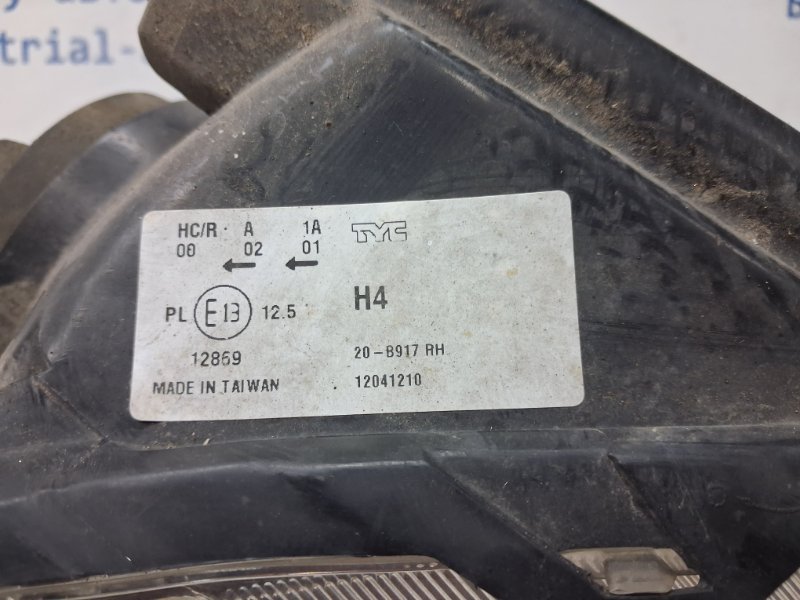 HC/R A 1A TYC
00 02 01
← ←
PL E13 12.5 H4
12869 20-B917 RH
MADE IN TAIWAN 12041210